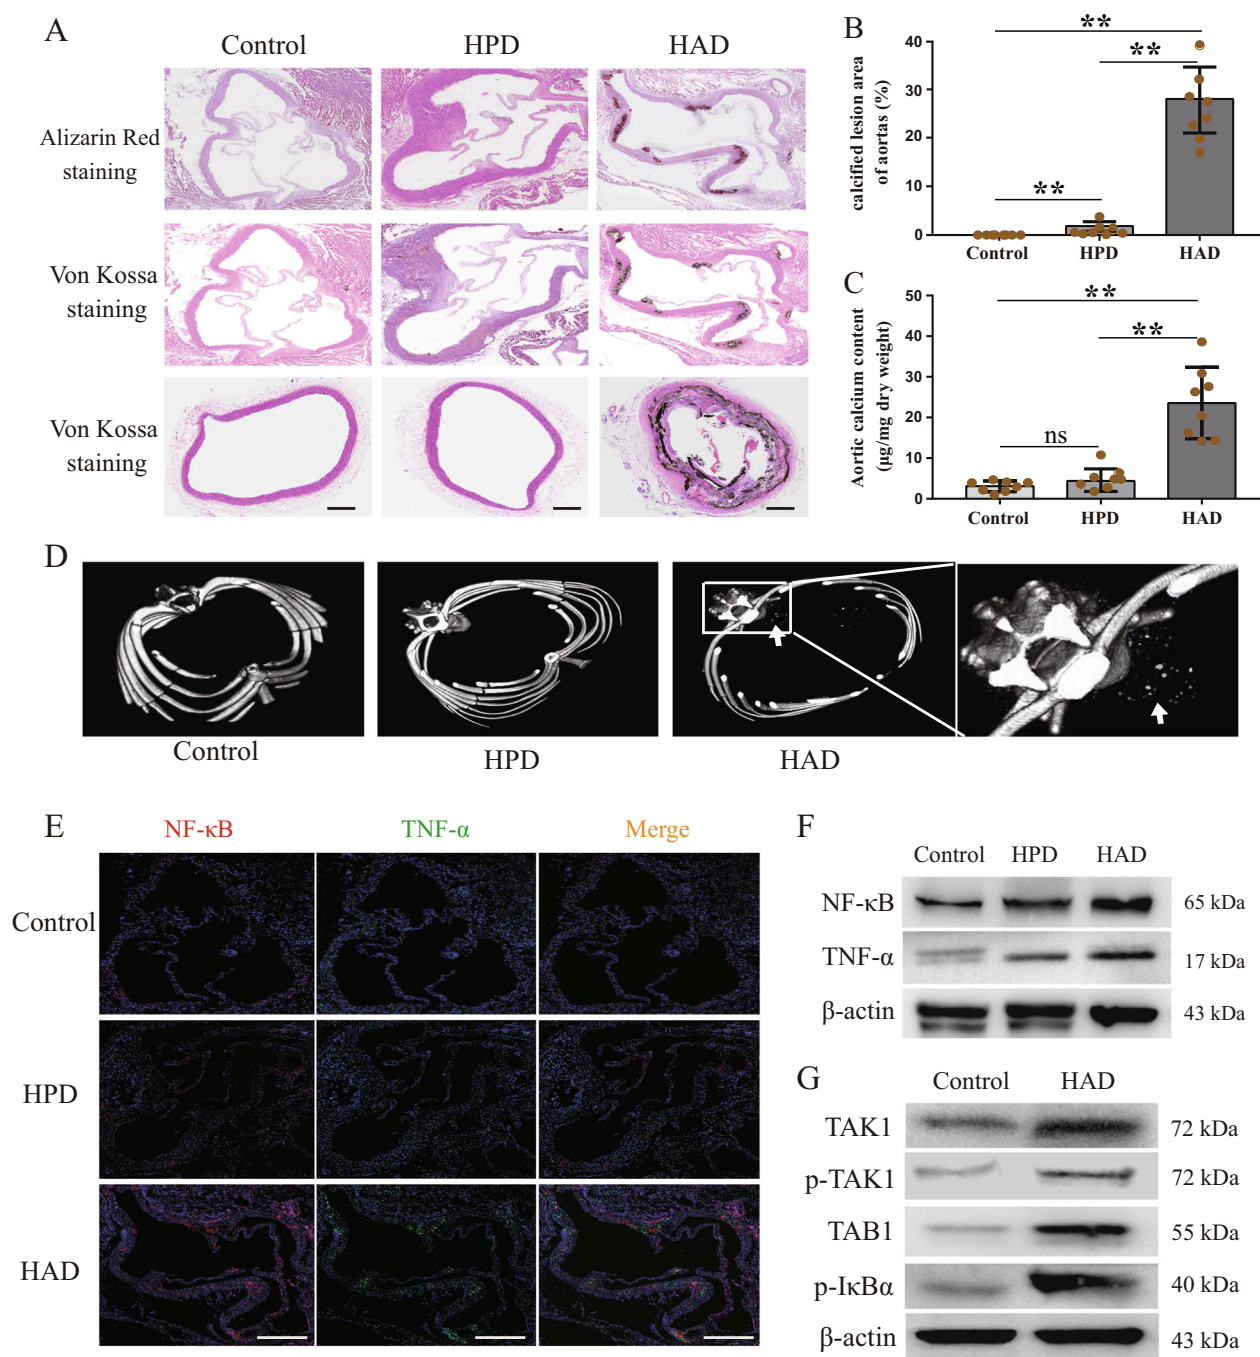 A
Control
HPD
HAD
Alizarin Red
staining
Von Kossa
staining
Von Kossa
staining
B
calcified lesion area
of aortas (%)
40
30
20
10
0
**
**
**
Control
HPD
HAD
C
Aortic calcium content
(μg/mg dry weight)
50
40
30
20
10
0
**
**
ns
Control
HPD
HAD
D
Control
HPD
HAD
E
NF-κB
TNF-α
Merge
Control
HPD
HAD
F
Control
HPD
HAD
NF-κB
65 kDa
TNF-α
17 kDa
β-actin
43 kDa
G
Control
HAD
TAK1
72 kDa
p-TAK1
72 kDa
TAB1
55 kDa
p-IκBα
40 kDa
β-actin
43 kDa